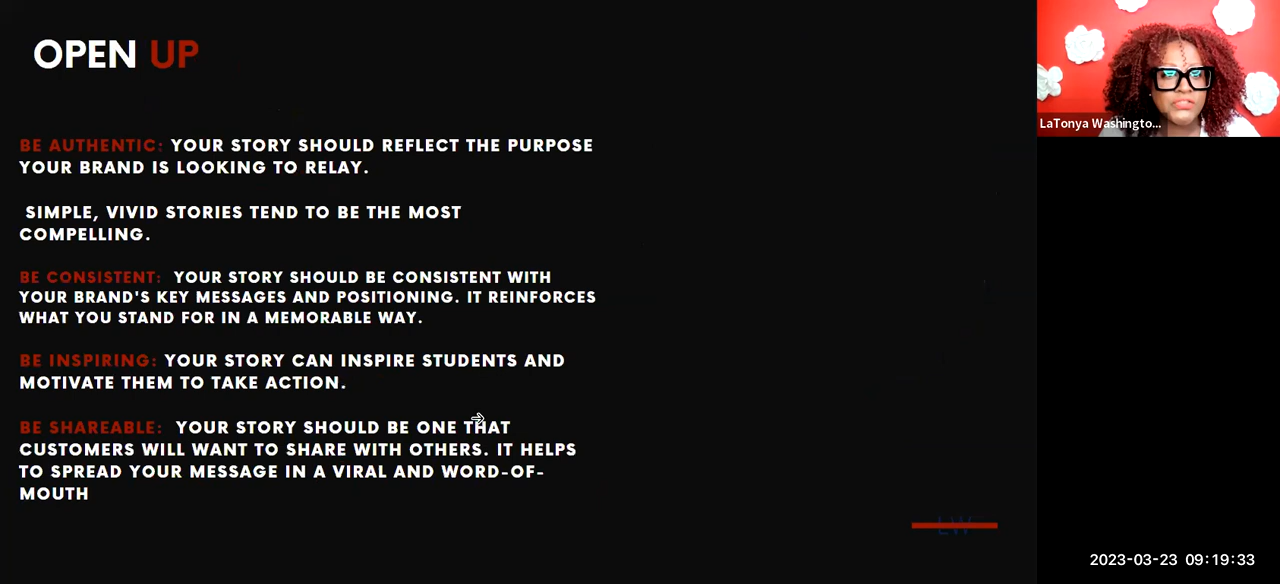 OPEN UP
BE AUTHENTIC: YOUR STORY SHOULD REFLECT THE PURPOSE
YOUR BRAND IS LOOKING TO RELAY.
SIMPLE, VIVID STORIES TEND TO BE THE MOST
COMPELLING.
BE CONSISTENT: YOUR STORY SHOULD BE CONSISTENT WITH
YOUR BRAND'S KEY MESSAGES AND POSITIONING. IT REINFORCES
WHAT YOU STAND FOR IN A MEMORABLE WAY.
BE INSPIRING: YOUR STORY CAN INSPIRE STUDENTS AND
MOTIVATE THEM TO TAKE ACTION.
BE SHAREABLE: YOUR STORY SHOULD BE ONE THAT
CUSTOMERS WILL WANT TO SHARE WITH OTHERS. IT HELPS
TO SPREAD YOUR MESSAGE IN A VIRAL AND WORD-OF-
MOUTH
LW
LaTonya Washingto...
2023-03-23 09:19:33